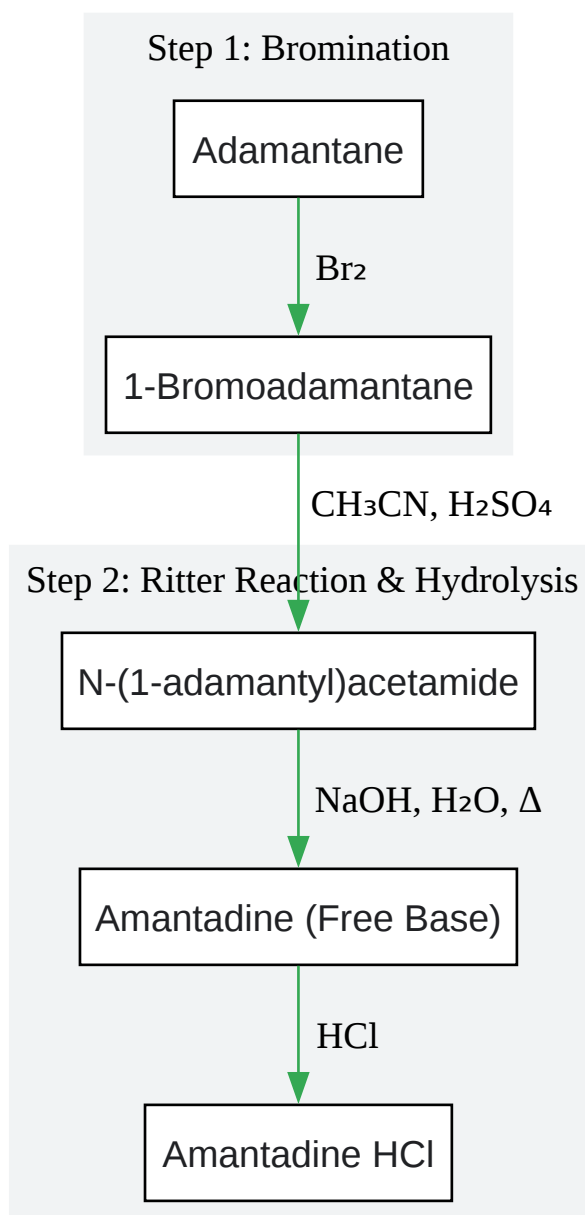 Step 1: Bromination
Adamantane
Br₂
1-Bromoadamantane
CH₃CN, H₂SO₄
Step 2: Ritter Reaction & Hydrolysis
N-(1-adamantyl)acetamide
NaOH, H₂O, Δ
Amantadine (Free Base)
HCl
Amantadine HCl